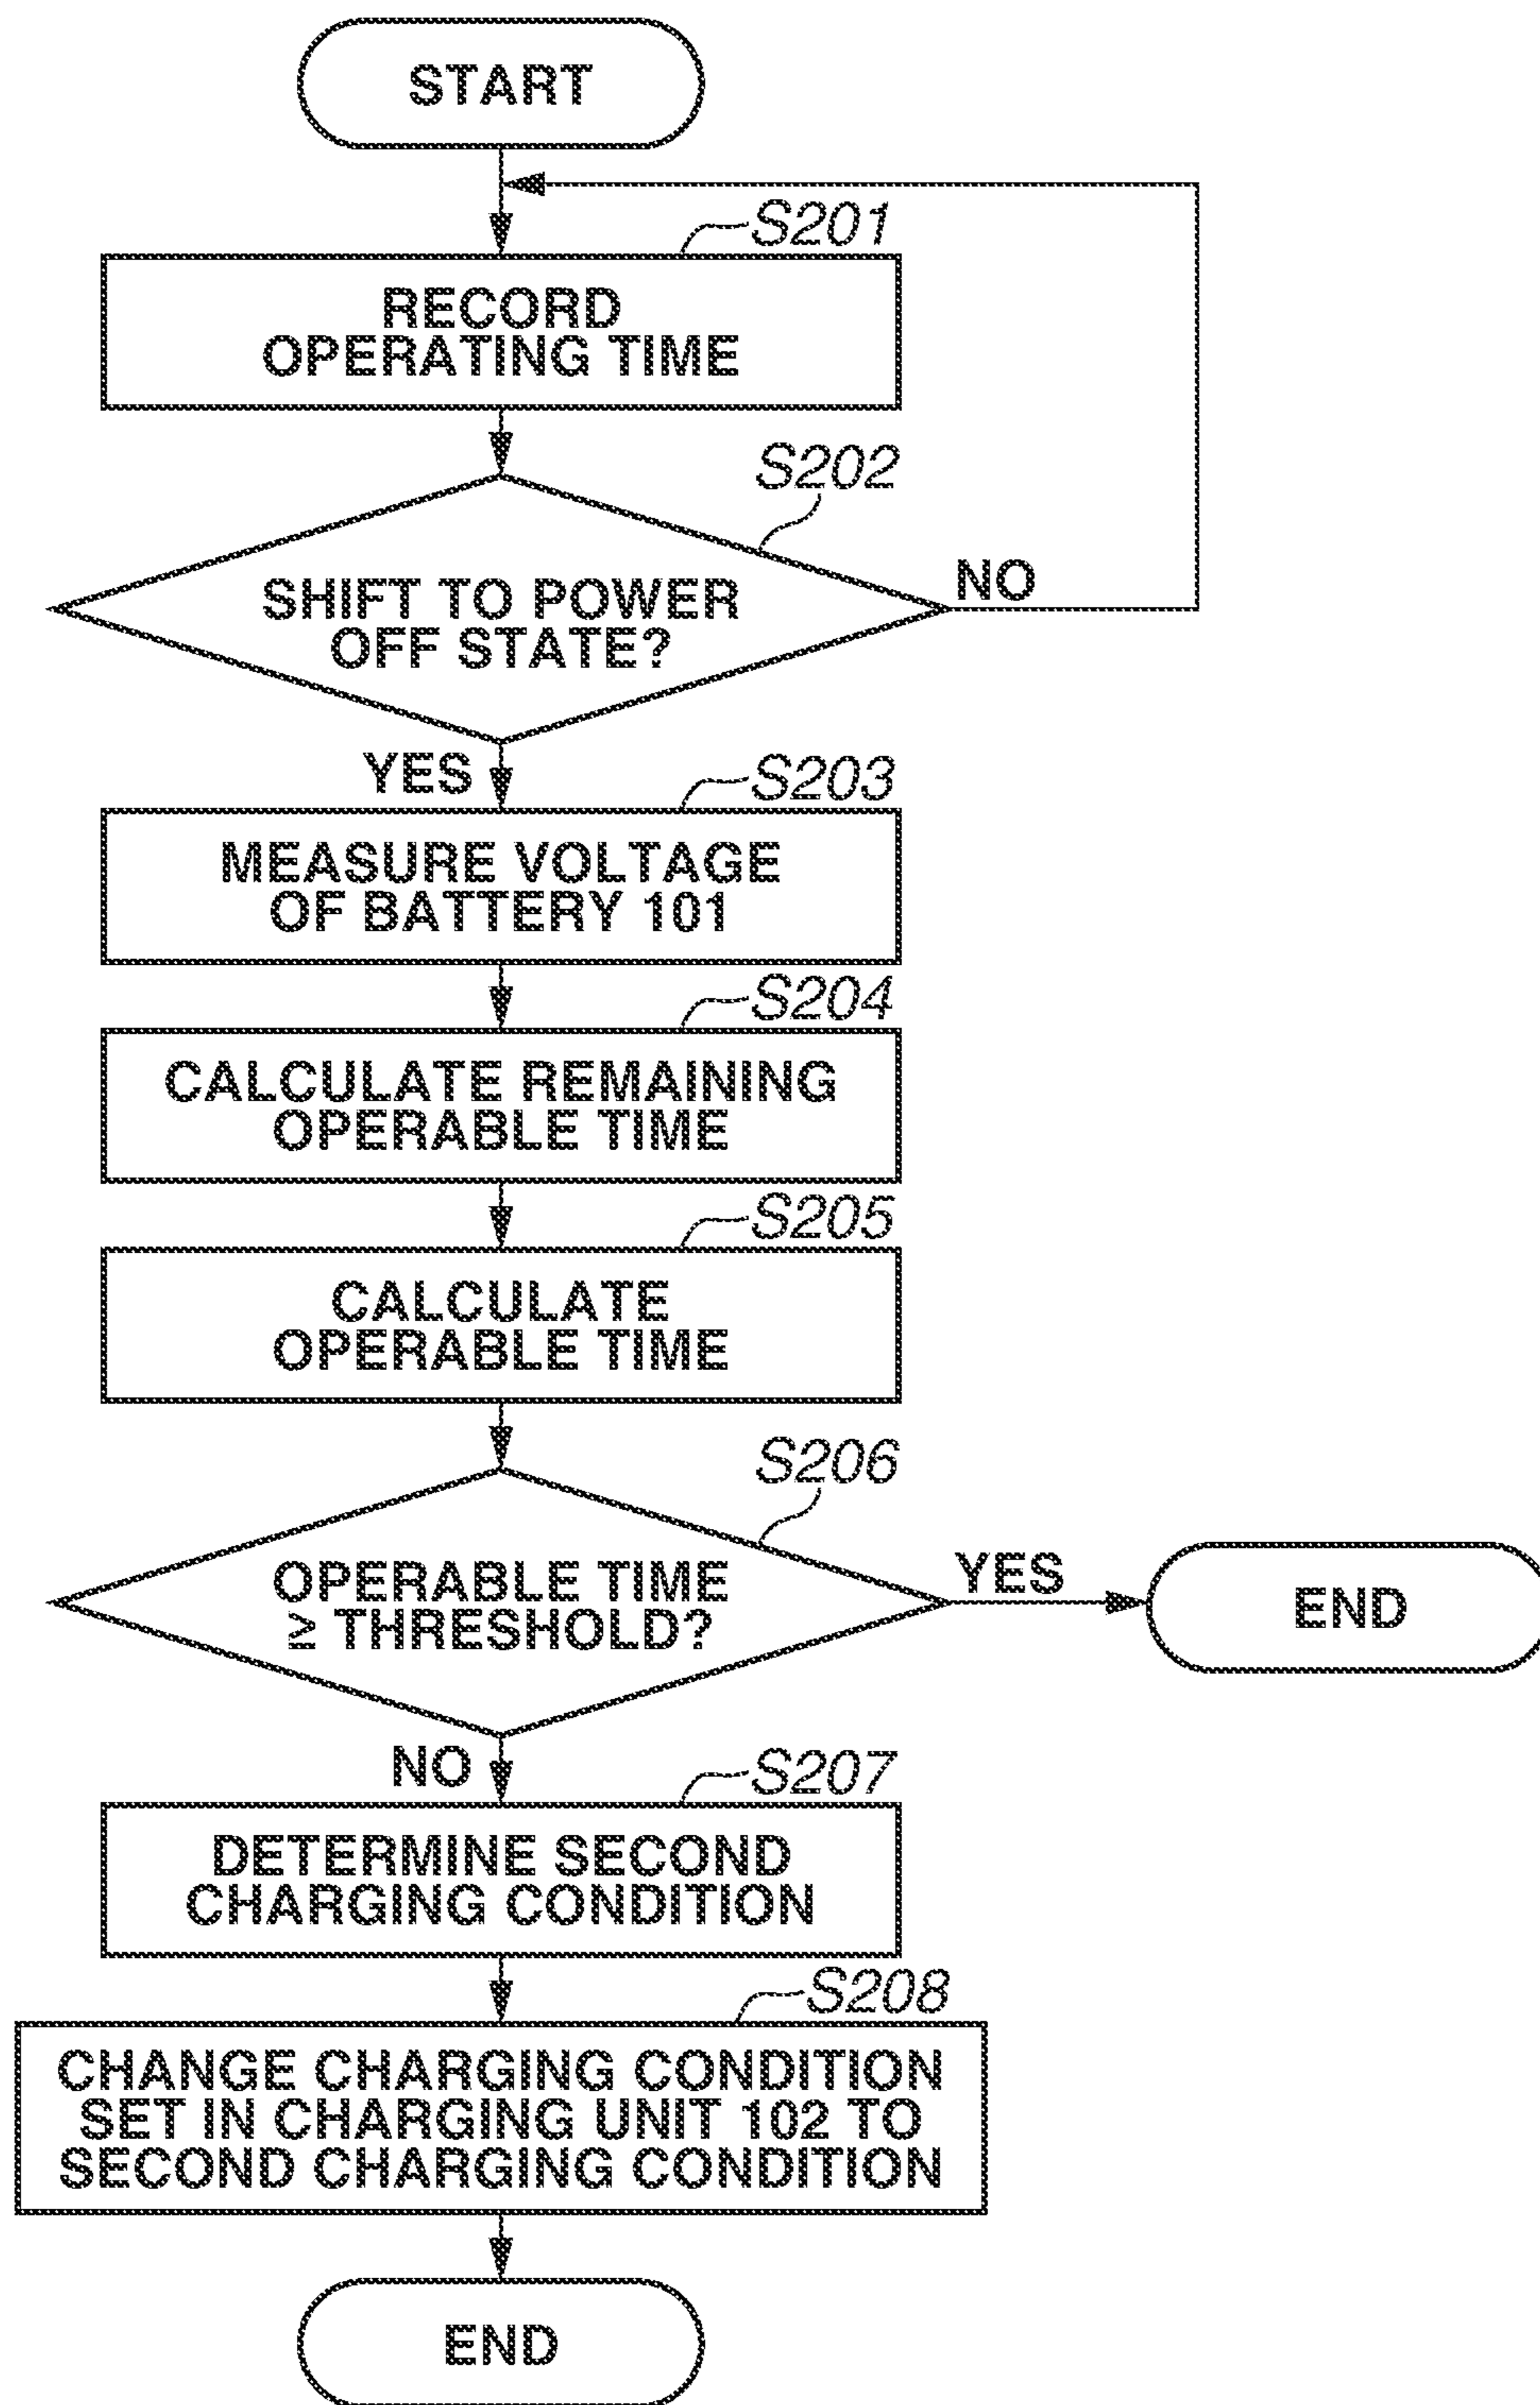 START
S201
RECORD
OPERATING TIME
S202
SHIFT TO POWER
OFF STATE?
NO
YES
S203
MEASURE VOLTAGE
OF BATTERY 101
S204
CALCULATE REMAINING
OPERABLE TIME
S205
CALCULATE
OPERABLE TIME
S206
OPERABLE TIME
≥ THRESHOLD?
YES
END
NO
S207
DETERMINE SECOND
CHARGING CONDITION
S208
CHANGE CHARGING CONDITION
SET IN CHARGING UNIT 102 TO
SECOND CHARGING CONDITION
END